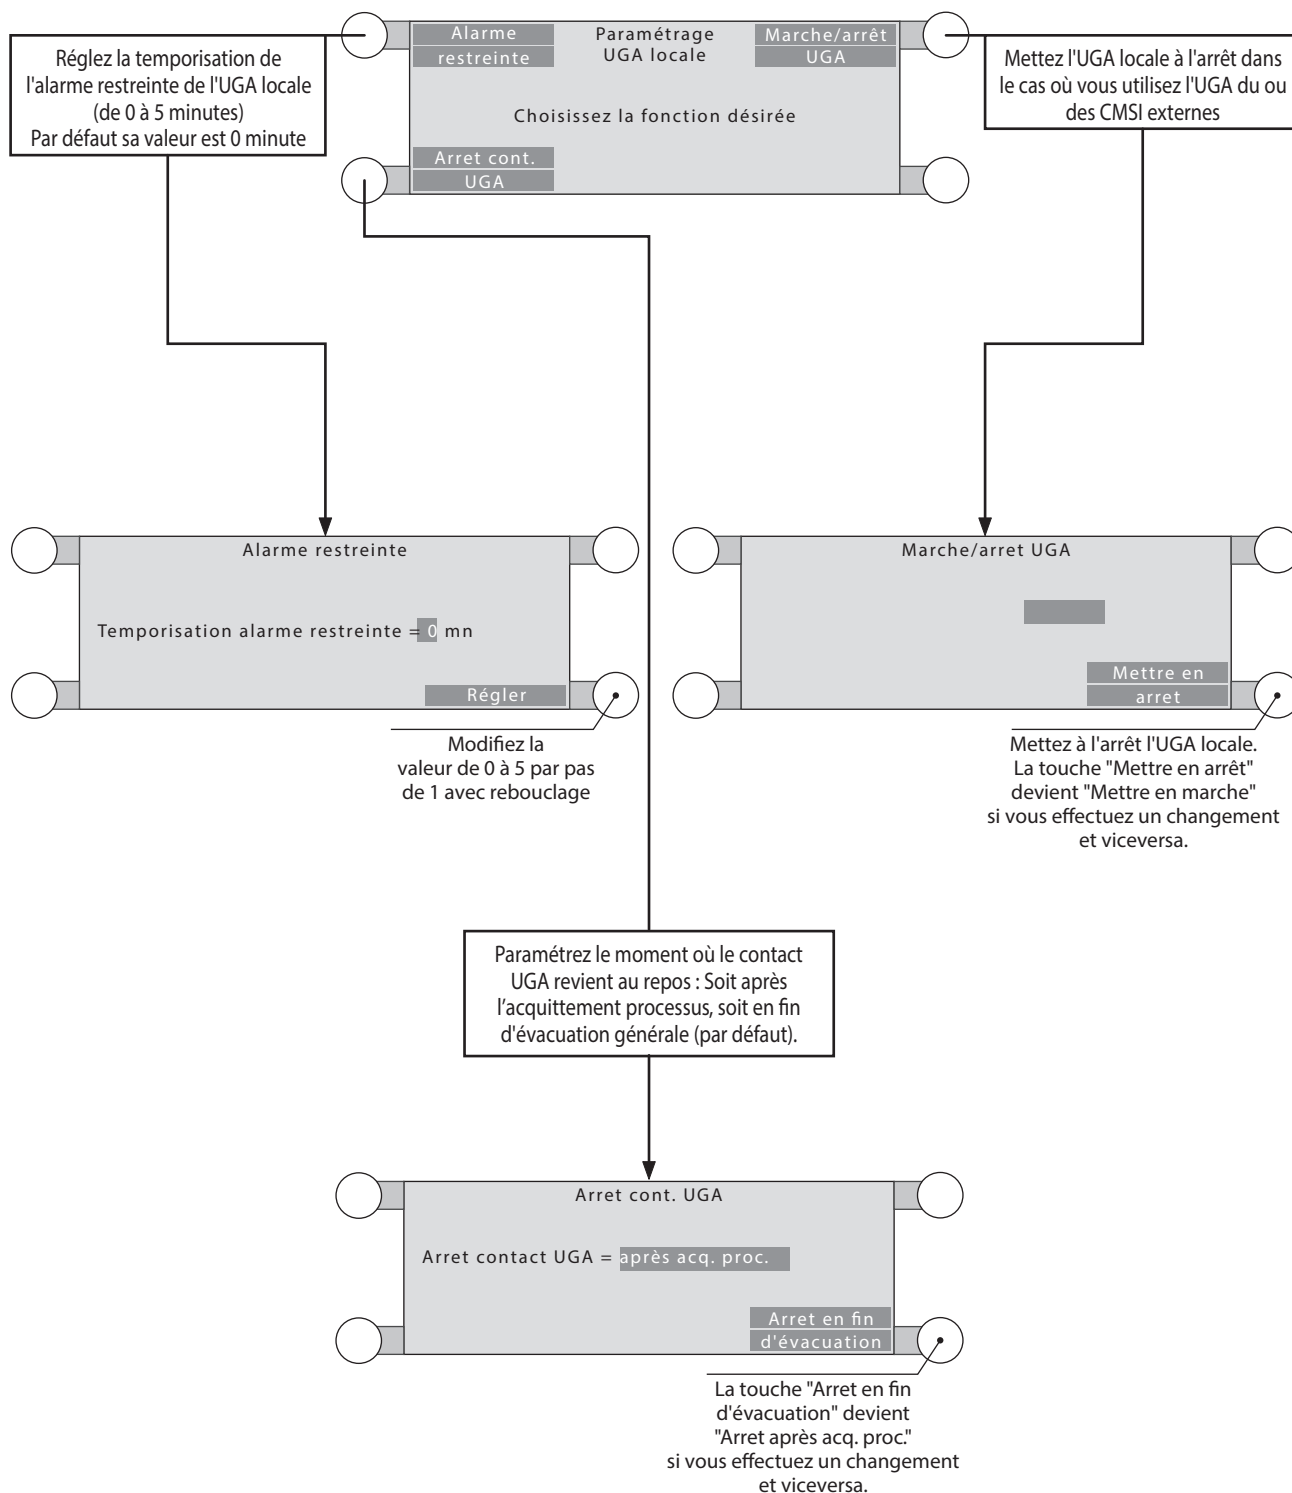 Réglez la temporisation de
l'alarme restreinte de l'UGA locale
(de 0 à 5 minutes)
Par défaut sa valeur est 0 minute
Alarme
restreinte
Paramétrage
UGA locale
Marche/arrêt
UGA
Choisissez la fonction désirée
Arret cont.
UGA
Mettez l'UGA locale à l'arrêt dans
le cas où vous utilisez l'UGA du ou
des CMSI externes
Alarme restreinte
Temporisation alarme restreinte = 0 mn
Régler
Modifiez la
valeur de 0 à 5 par pas
de 1 avec rebouclage
Marche/arret UGA
Mettre en
arret
Mettez à l'arrêt l'UGA locale.
La touche "Mettre en arrêt"
devient "Mettre en marche"
si vous effectuez un changement
et viceversa.
Paramétrez le moment où le contact
UGA revient au repos : Soit après
l’acquittement processus, soit en fin
d'évacuation générale (par défaut).
Arret cont. UGA
Arret contact UGA = après acq. proc.
Arret en fin
d'évacuation
La touche "Arret en fin
d'évacuation" devient
"Arret après acq. proc."
si vous effectuez un changement
et viceversa.